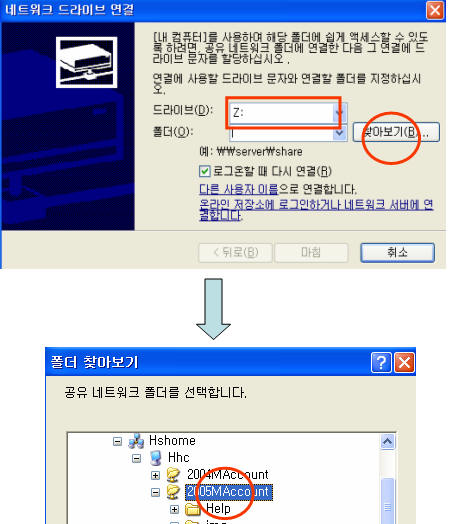 네트워크 드라이브 연결
[내 컴퓨터]를 사용하여 해당 폴더에 쉽게 액세스할 수 있도
록 하려면, 공유 네트워크 폴더에 연결한 다음 그 연결에 드
라이브 문자를 할당하십시오 .
연결에 사용할 드라이브 문자와 연결할 폴더를 지정하십시
오.
드라이브(D): Z:
폴더(O): 찾아보기(B)...
예: ₩₩server₩share
로그온할 때 다시 연결(R)
다른 사용자 이름으로 연결합니다.
온라인 저장소에 로그인하거나 네트워크 서버에 연
결합니다.
< 뒤로(B) 마침 취소
폴더 찾아보기
공유 네트워크 폴더를 선택합니다.
Hshome
Hhc
2004MAccount
2005MAccount
Help